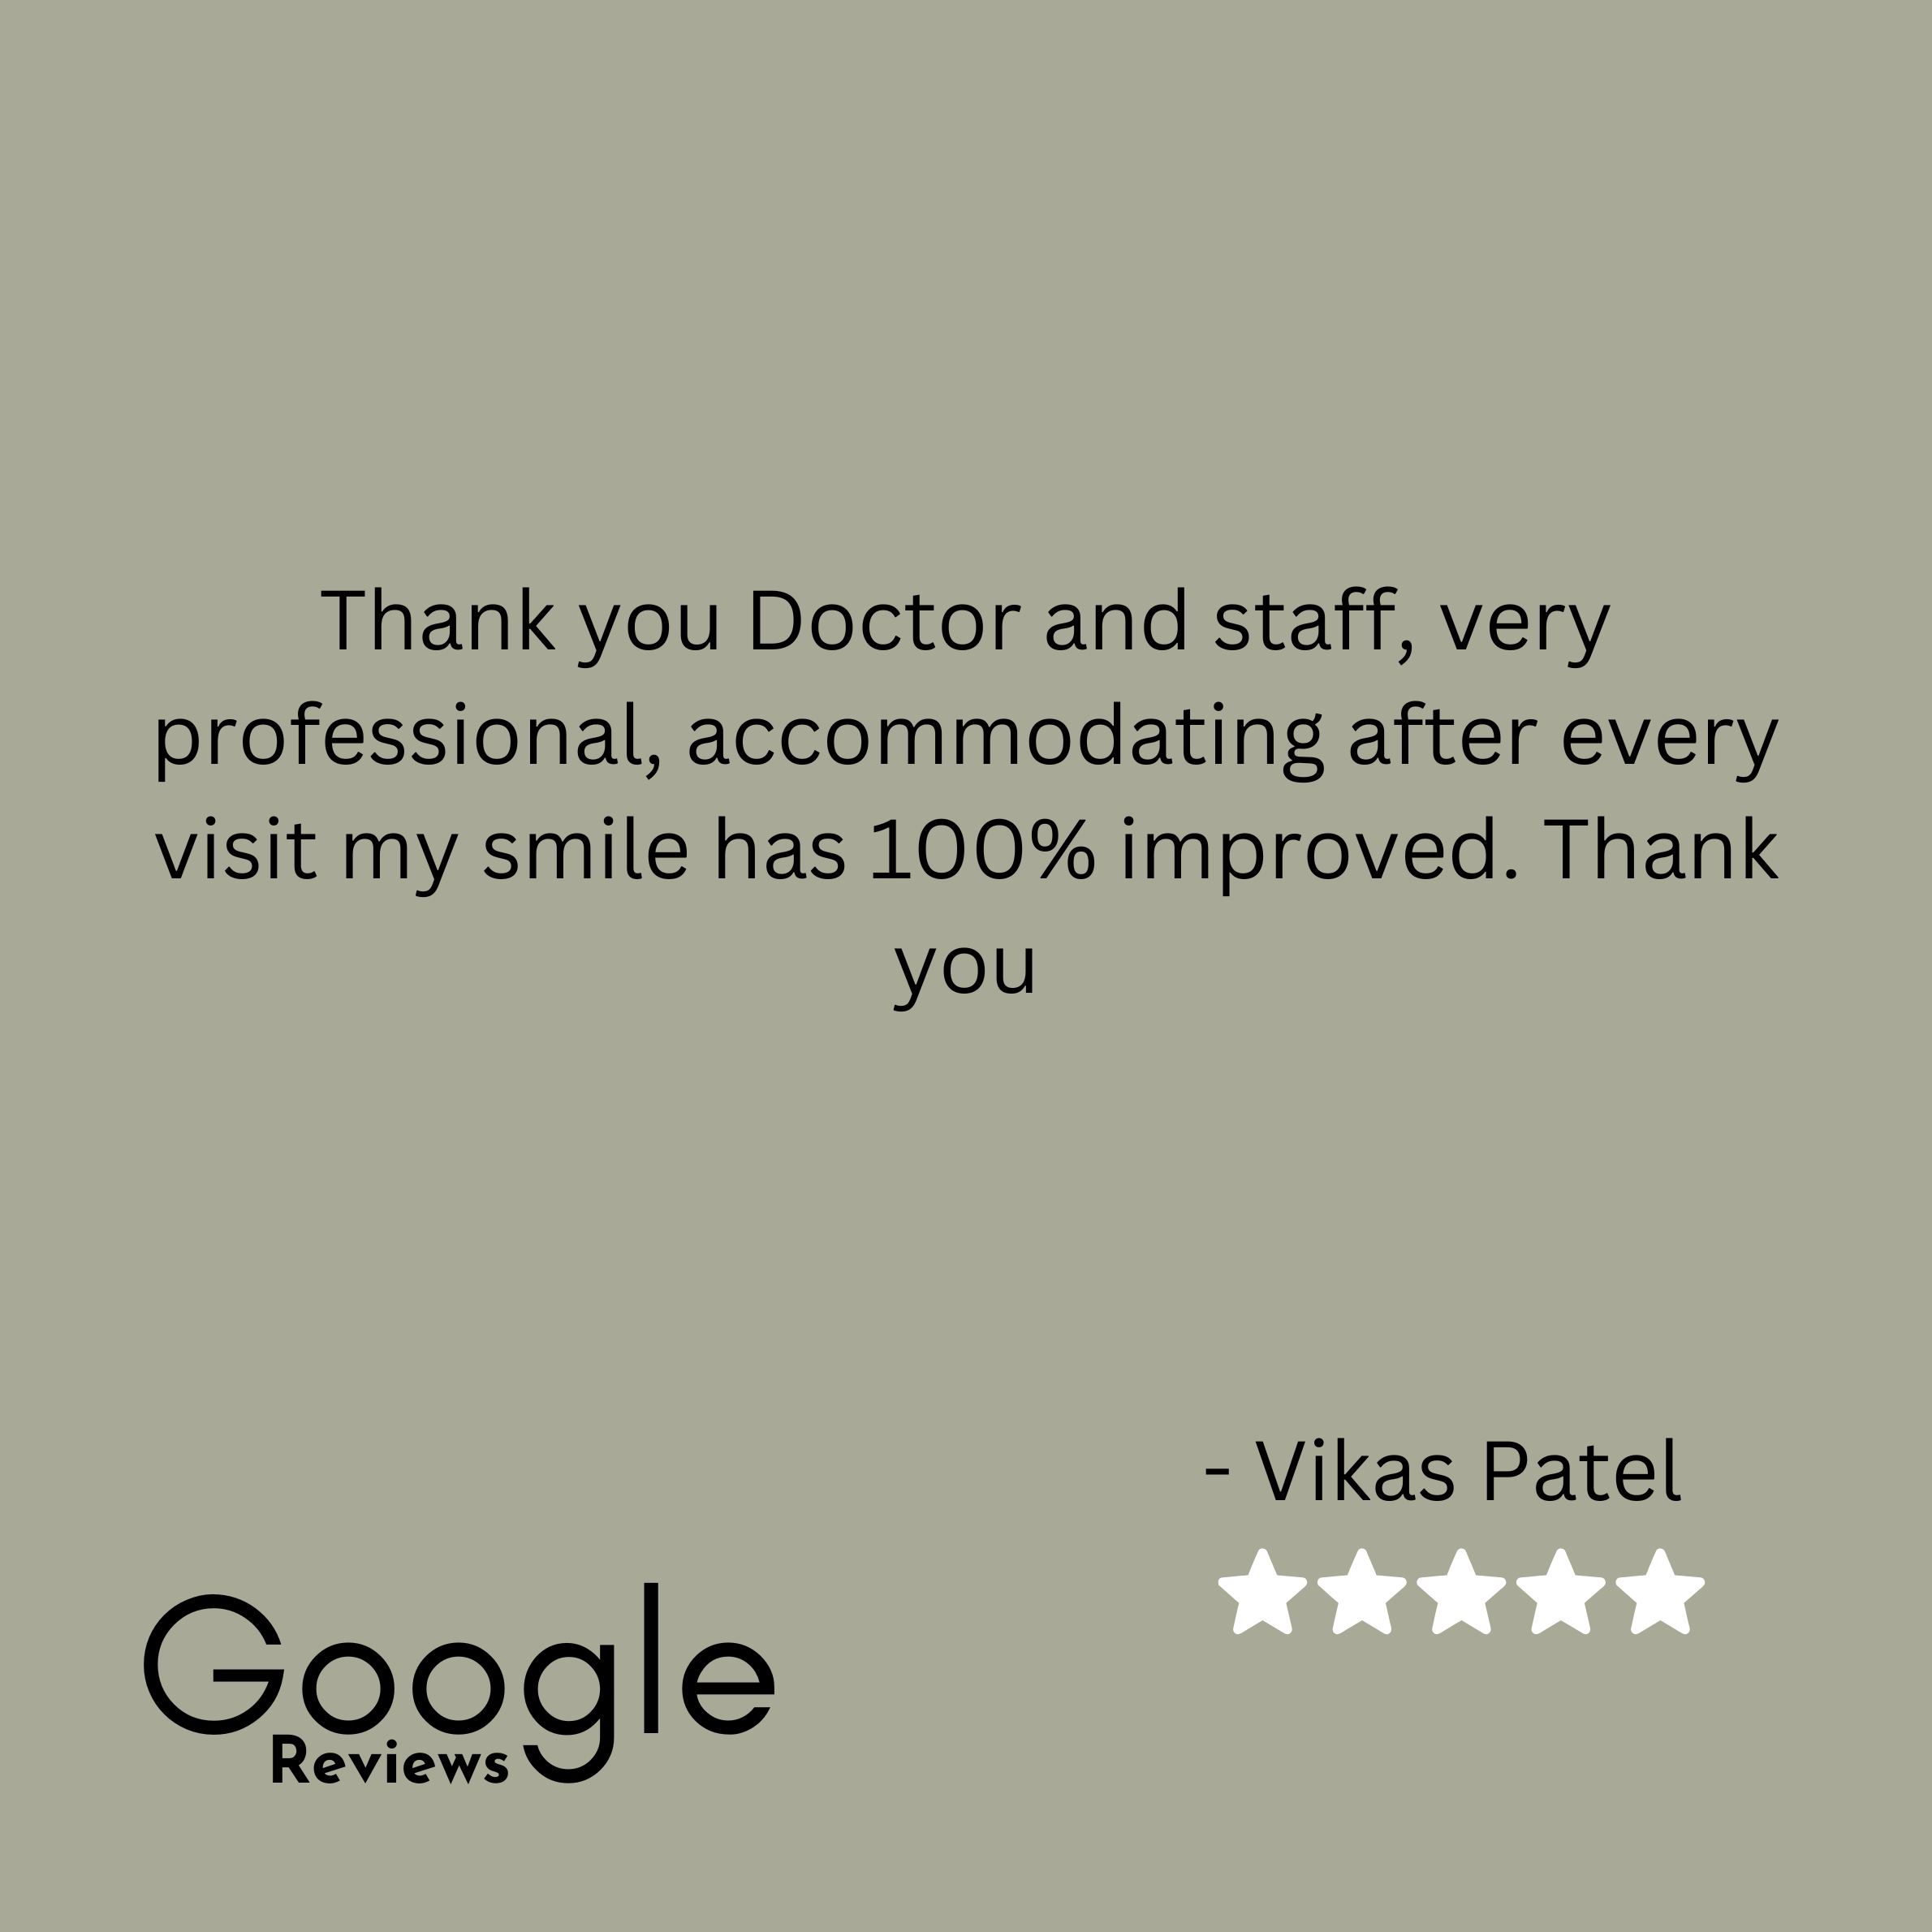 Thank you Doctor and staff, very
professional, accommodating after every
visit my smile has 100% improved. Thank
you
- Vikas Patel
Google
Reviews